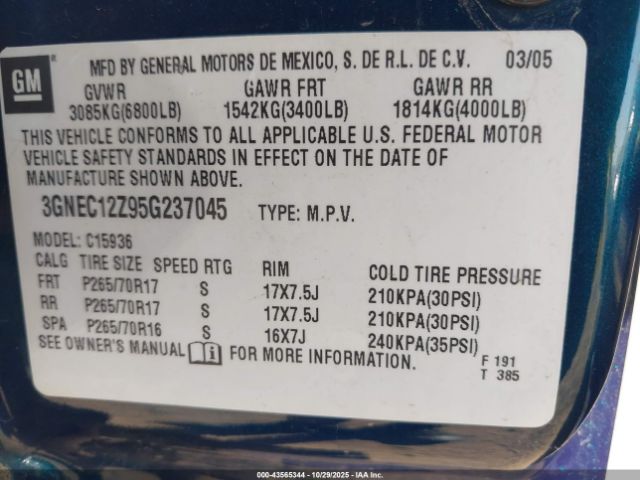 GM
MFD BY GENERAL MOTORS DE MEXICO, S. DE R.L. DE C.V. 03/05
GVWR GAWR FRT GAWR RR
3085KG(6800LB) 1542KG(3400LB) 1814KG(4000LB)
THIS VEHICLE CONFORMS TO ALL APPLICABLE U.S. FEDERAL MOTOR
VEHICLE SAFETY STANDARDS IN EFFECT ON THE DATE OF
MANUFACTURE SHOWN ABOVE.
3GNEC12Z95G237045 TYPE: M.P.V.
MODEL: C15936
CALG TIRE SIZE SPEED RTG RIM COLD TIRE PRESSURE
FRT P265/70R17 S 17X7.5J 210KPA(30PSI)
RR P265/70R17 S 17X7.5J 210KPA(30PSI)
SPA P265/70R16 S 16X7J 240KPA(35PSI)
SEE OWNER'S MANUAL FOR MORE INFORMATION.
F 191
T 385
000-43565344 - 10/29/2025 - IAAI, Inc.